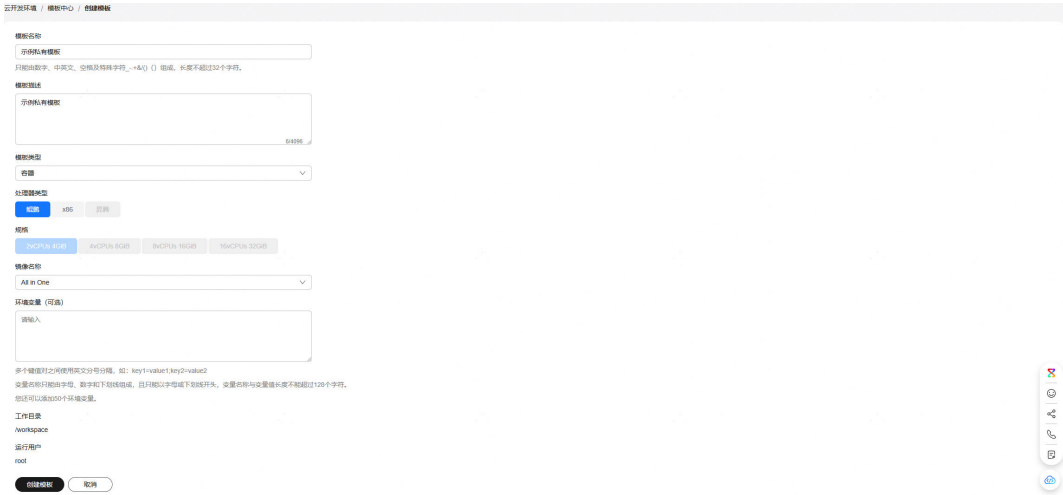 云开发环境 / 模板中心 / 创建模板
模板名称
示例私有模板
只能由数字、中英文、空格及特殊字符_-.+&/()（）组成，长度不超过32个字符。
模板描述
示例私有模板
6/4096
模板类型
容器
处理器类型
鲲鹏 x86 昇腾
规格
2vCPUs 4GiB 4vCPUs 8GiB 8vCPUs 16GiB 16vCPUs 32GiB
镜像名称
All in One
环境变量（可选）
请输入
多个键值对之间使用英文分号分隔。如：key1=value1;key2=value2
变量名称只能由字母、数字和下划线组成，且只能以字母或下划线开头，变量名称与变量值长度不能超过128个字符。
您还可以添加50个环境变量。
工作目录
/workspace
运行用户
root
创建模板 取消